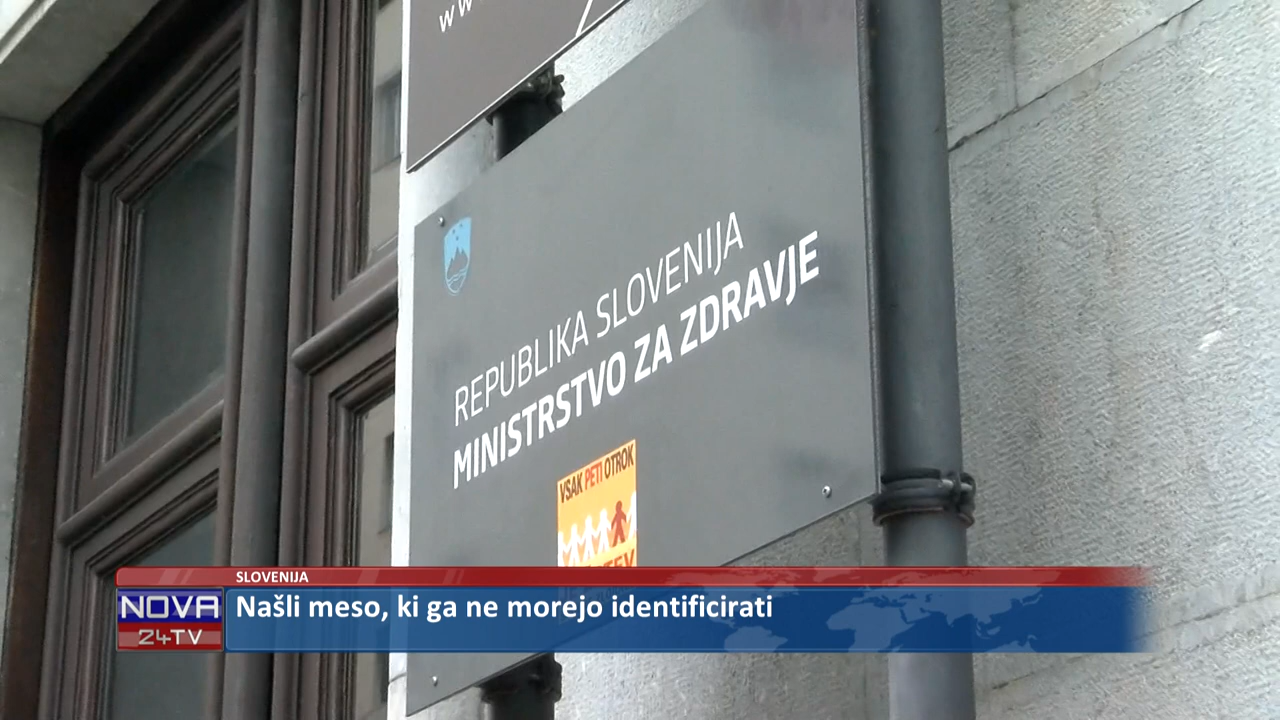 REPUBLIKA SLOVENIJA
MINISTRSTVO ZA ZDRAVJE
VSAK PETI OTROK
SLOVENIJA
NOVA
24TV
Našli meso, ki ga ne morejo identificirati